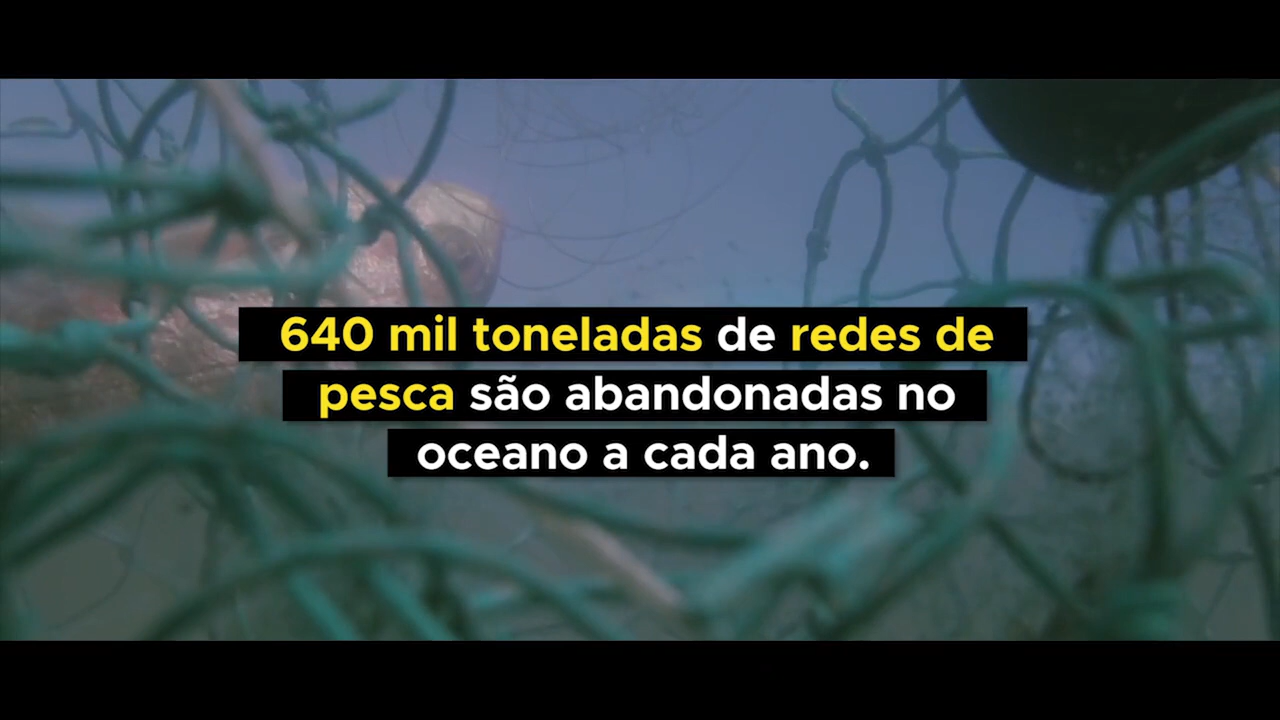 640 mil toneladas de redes de
pesca são abandonadas no
oceano a cada ano.